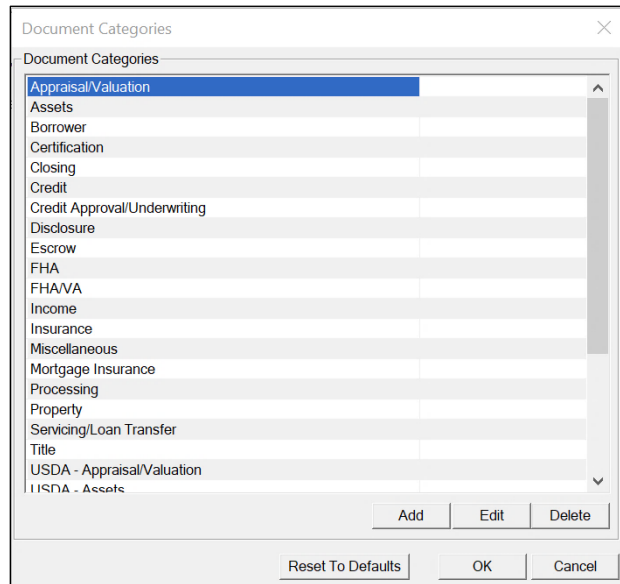 Document Categories
Document Categories
Appraisal/Valuation
Assets
Borrower
Certification
Closing
Credit
Credit Approval/Underwriting
Disclosure
Escrow
FHA
FHA/VA
Income
Insurance
Miscellaneous
Mortgage Insurance
Processing
Property
Servicing/Loan Transfer
Title
USDA - Appraisal/Valuation
USDA - Assets
Add Edit Delete
Reset To Defaults OK Cancel